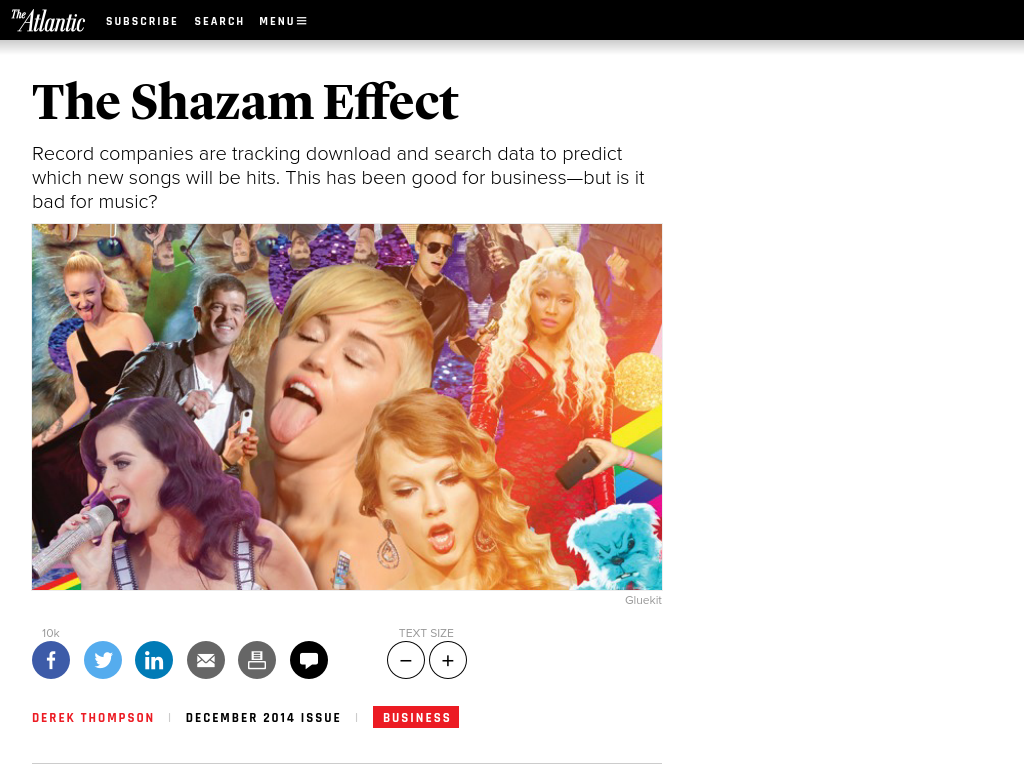 The Atlantic SUBSCRIBE SEARCH MENU
The Shazam Effect
Record companies are tracking download and search data to predict
which new songs will be hits. This has been good for business—but is it
bad for music?
Gluekit
10k TEXT SIZE
DEREK THOMPSON DECEMBER 2014 ISSUE BUSINESS